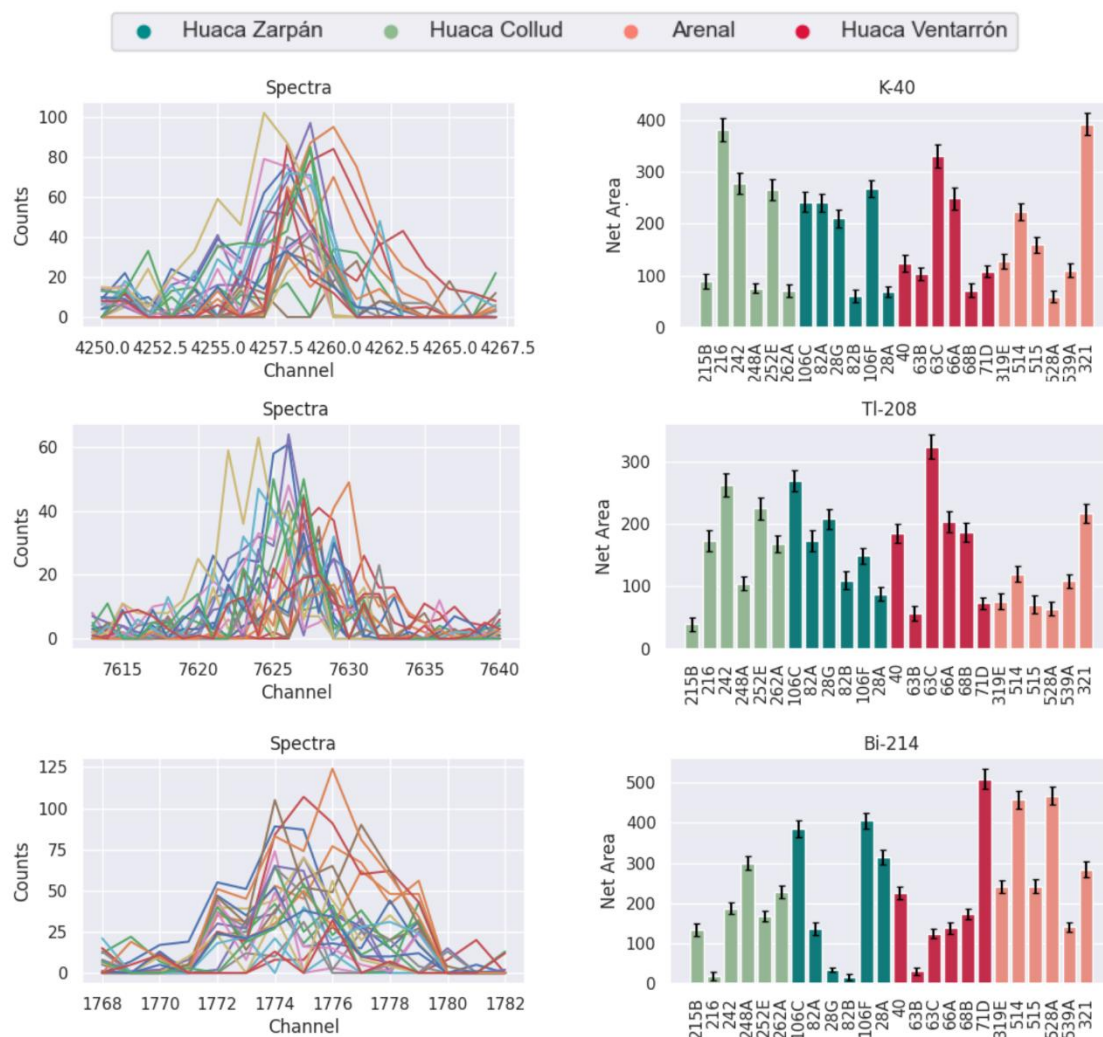 Huaca Zarpán Huaca Collud Arenal Huaca Ventarrón
Spectra
Counts
100
80
60
40
20
0
4250.0 4252.5 4255.0 4257.5 4260.0 4262.5 4265.0 4267.5
Channel
K-40
Net Area
400
300
200
100
0
215B 216 242 248A 252E 262A 106C 82A 28G 82B 106F 28A 40 63B 63C 66A 68B 71D 319E 514 515 528A 539A 321
Spectra
Counts
60
40
20
0
7615 7620 7625 7630 7635 7640
Channel
Tl-208
Net Area
300
200
100
0
215B 216 242 248A 252E 262A 106C 82A 28G 82B 106F 28A 40 63B 63C 66A 68B 71D 319E 514 515 528A 539A 321
Spectra
Counts
125
100
75
50
25
0
1768 1770 1772 1774 1776 1778 1780 1782
Channel
Bi-214
Net Area
500
400
300
200
100
0
215B 216 242 248A 252E 262A 106C 82A 28G 82B 106F 28A 40 63B 63C 66A 68B 71D 319E 514 515 528A 539A 321